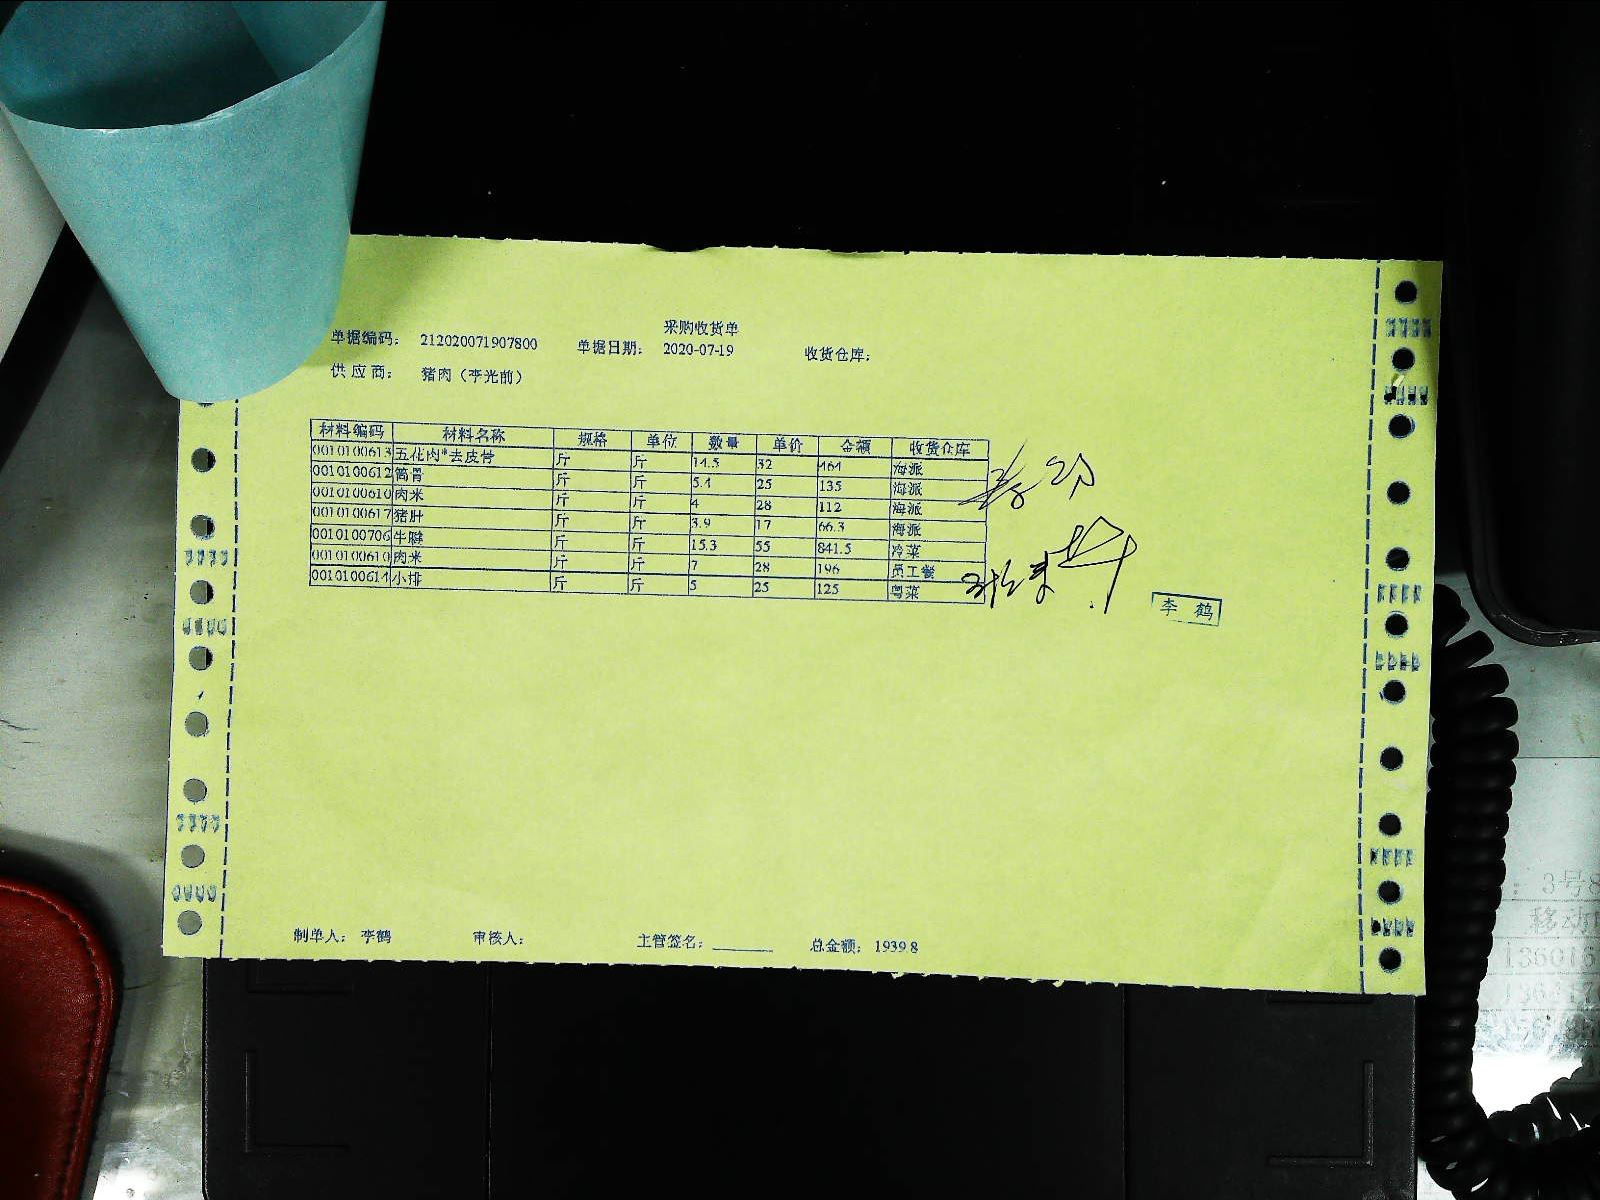 采购收货单
单据编码： 212020071907800 单据日期： 2020-07-19 收货仓库：
供应商： 猪肉（李光前）
材料编码 材料名称 规格 单位 数量 单价 金额 收货仓库
0010100613 五花肉*去皮骨 斤 斤 14.5 32 464 海派
0010100612 筒骨 斤 斤 5.4 25 135 海派
0010100610 肉米 斤 斤 4 28 112 海派
0010100617 猪肚 斤 斤 3.9 17 66.3 海派
0010100706 牛腱 斤 斤 15.3 55 841.5 冷菜
0010100610 肉米 斤 斤 7 28 196 员工餐
0010100614 小排 斤 斤 5 25 125 粤菜
李鹤
制单人： 李鹤 审核人： 主管签名： 总金额： 1939.8
：3号8
移动
136016